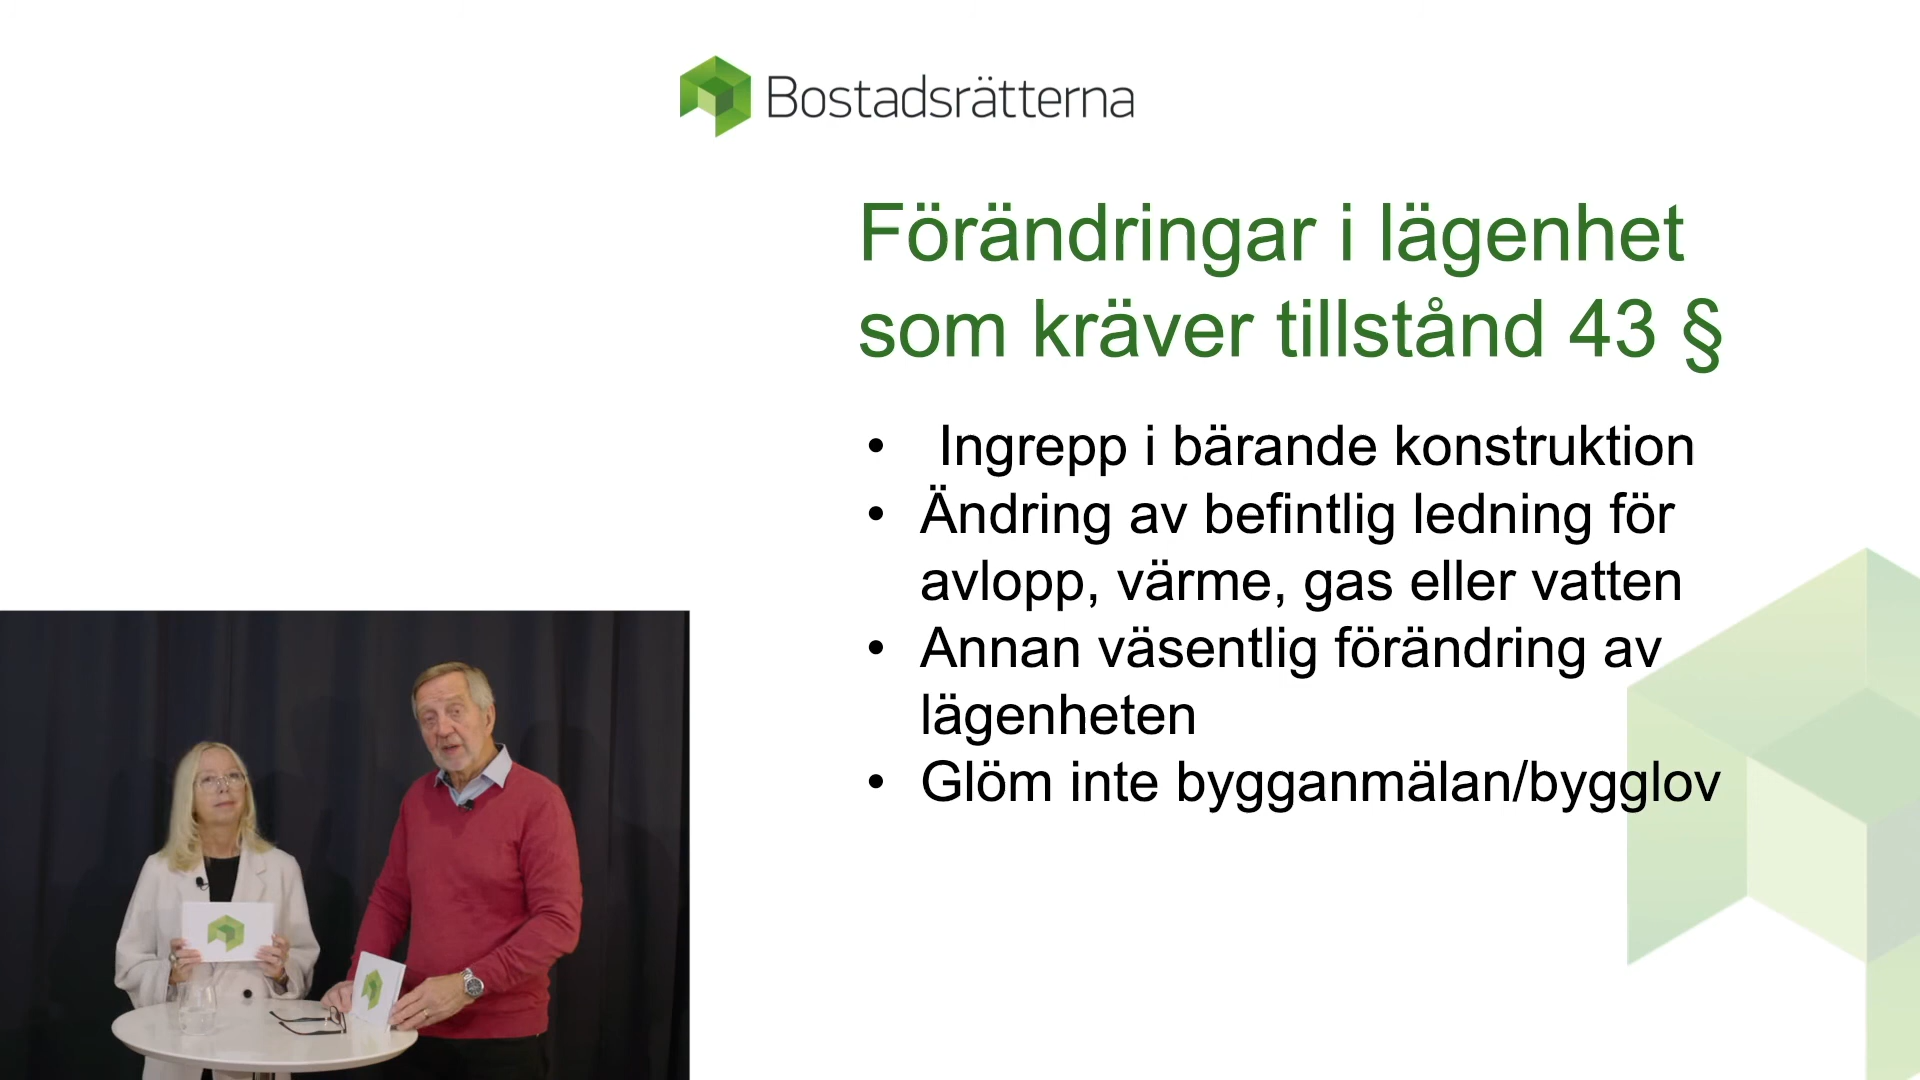 Bostadsrätterna
Förändringar i lägenhet
som kräver tillstånd 43 §
• Ingrepp i bärande konstruktion
• Ändring av befintlig ledning för
avlopp, värme, gas eller vatten
• Annan väsentlig förändring av
lägenheten
• Glöm inte bygganmälan/bygglov